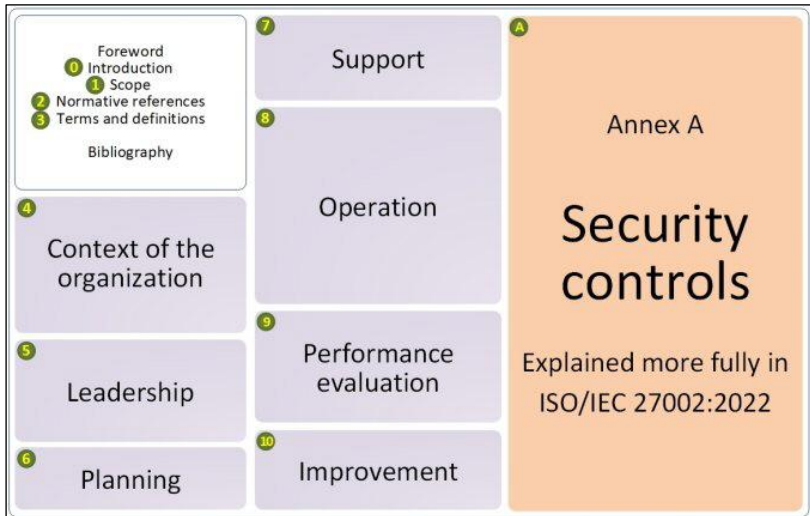 Foreword
0 Introduction
1 Scope
2 Normative references
3 Terms and definitions
Bibliography
4
Context of the
organization
5
Leadership
6
Planning
7
Support
8
Operation
9
Performance
evaluation
10
Improvement
A
Annex A
Security
controls
Explained more fully in
ISO/IEC 27002:2022